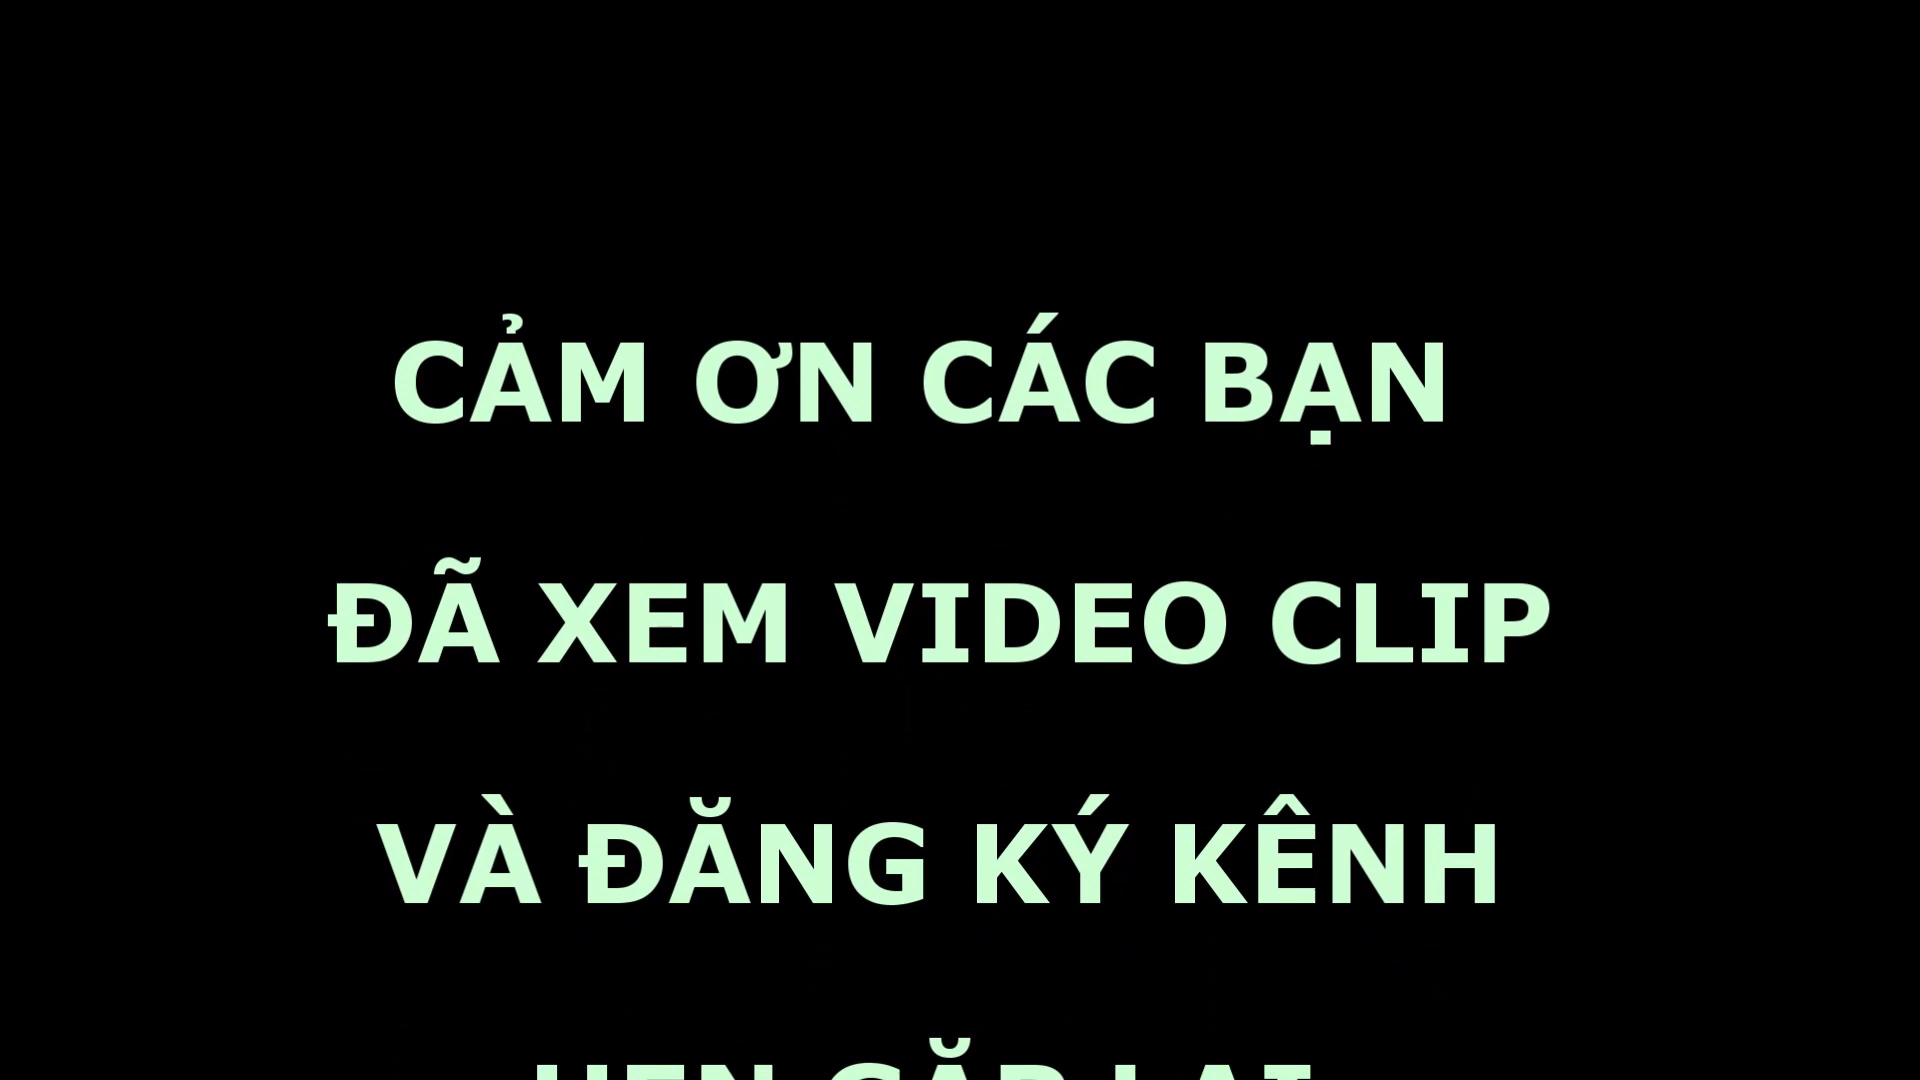 CẢM ƠN CÁC BẠN
ĐÃ XEM VIDEO CLIP
VÀ ĐĂNG KÝ KÊNH